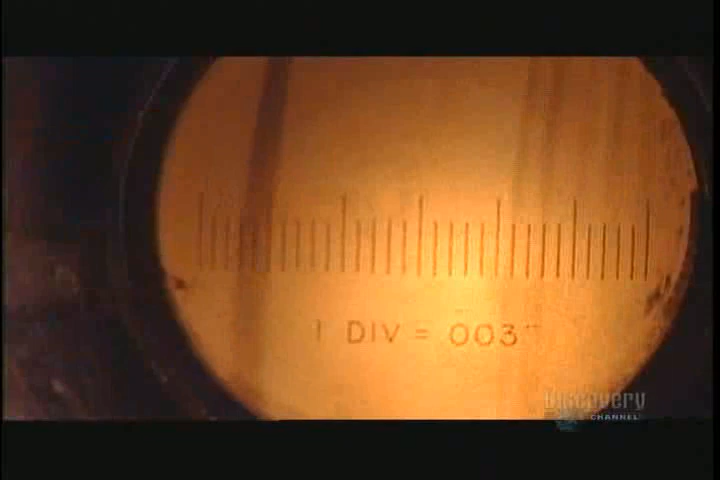 1 DIV = 003"
Discovery
CHANNEL